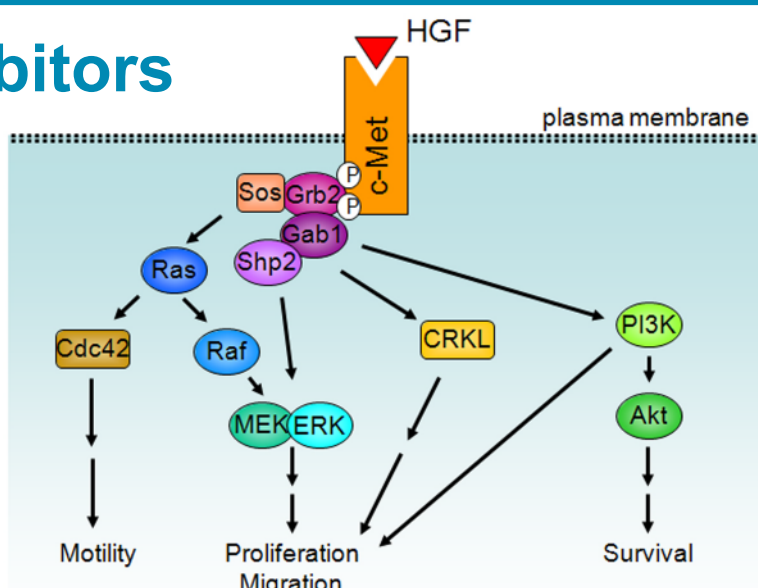 HGF
bitors
plasma membrane
c-Met
P
P
Sos
Grb2
Gab1
Shp2
Ras
PI3K
CRKL
Cdc42
Raf
Akt
MEK
ERK
Motility
Proliferation
Survival
Migration